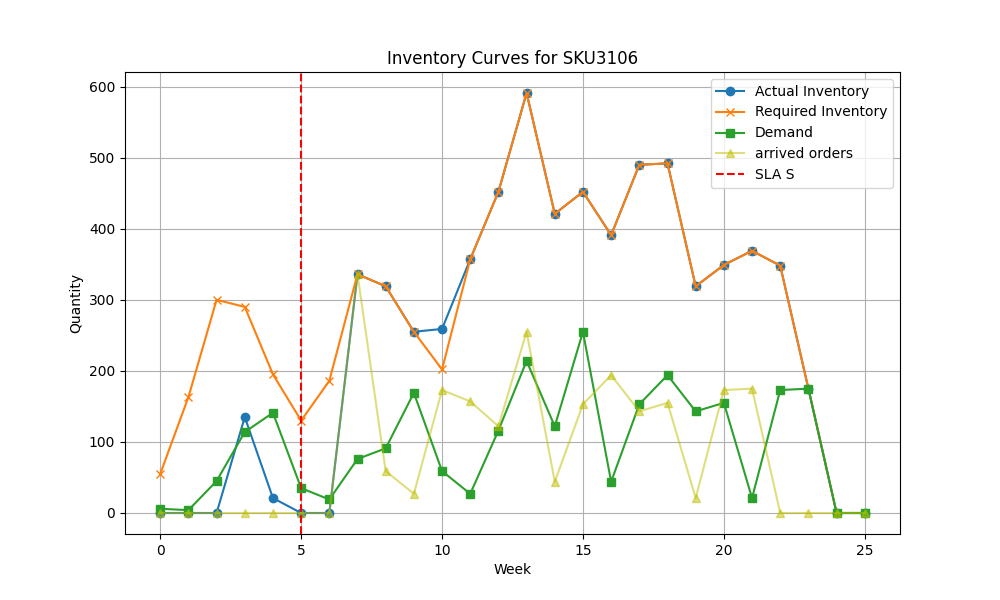 Inventory Curves for SKU3106
Actual Inventory
Required Inventory
Demand
arrived orders
SLA S
Quantity
600
500
400
300
200
100
0
0 5 10 15 20 25
Week